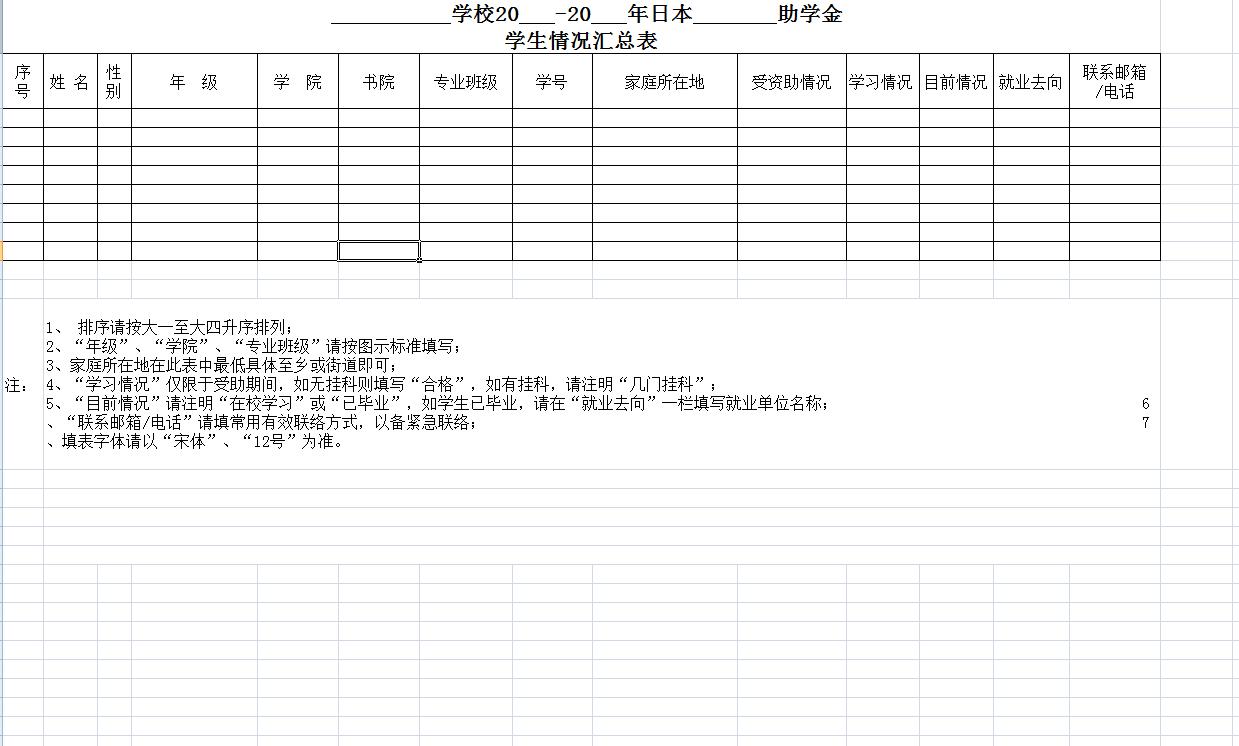 __________学校20___-20___年日本_______助学金
学生情况汇总表
序号 姓 名 性别 年 级 学 院 书院 专业班级 学号 家庭所在地 受资助情况 学习情况 目前情况 就业去向 联系邮箱/电话
1、 排序请按大一至大四升序排列；
2、“年级”、“学院”、“专业班级”请按图示标准填写；
3、家庭所在地在此表中最低具体至乡或街道即可；
注： 4、“学习情况”仅限于受助期间，如无挂科则填写“合格”，如有挂科，请注明“几门挂科”；
5、“目前情况”请注明“在校学习”或“已毕业”，如学生已毕业，请在“就业去向”一栏填写就业单位名称； 6
、“联系邮箱/电话”请填常用有效联络方式，以备紧急联络； 7
、填表字体请以“宋体”、“12号”为准。